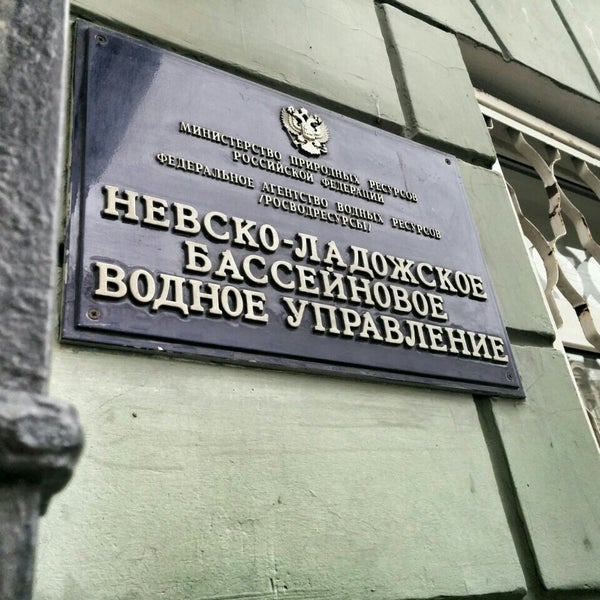 МИНИСТЕРСТВО ПРИРОДНЫХ РЕСУРСОВ
РОССИЙСКОЙ ФЕДЕРАЦИИ
ФЕДЕРАЛЬНОЕ АГЕНТСТВО ВОДНЫХ РЕСУРСОВ
/РОСВОДРЕСУРСЫ/
НЕВСКО-ЛАДОЖСКОЕ
БАССЕЙНОВОЕ
ВОДНОЕ УПРАВЛЕНИЕ